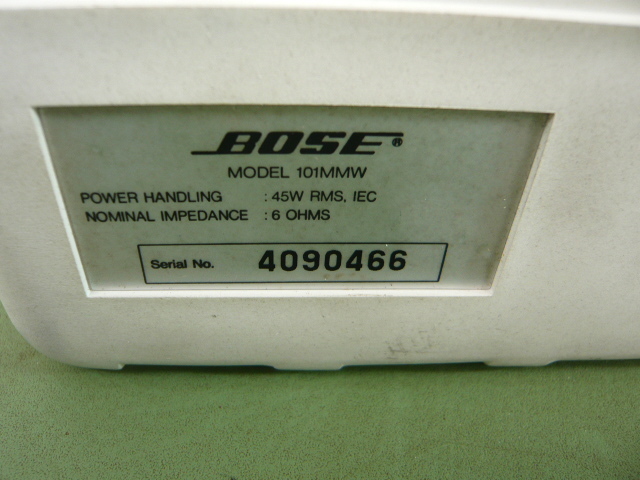 BOSE®
MODEL 101MMW
POWER HANDLING : 45W RMS, IEC
NOMINAL IMPEDANCE : 6 OHMS
Serial No. 4090466